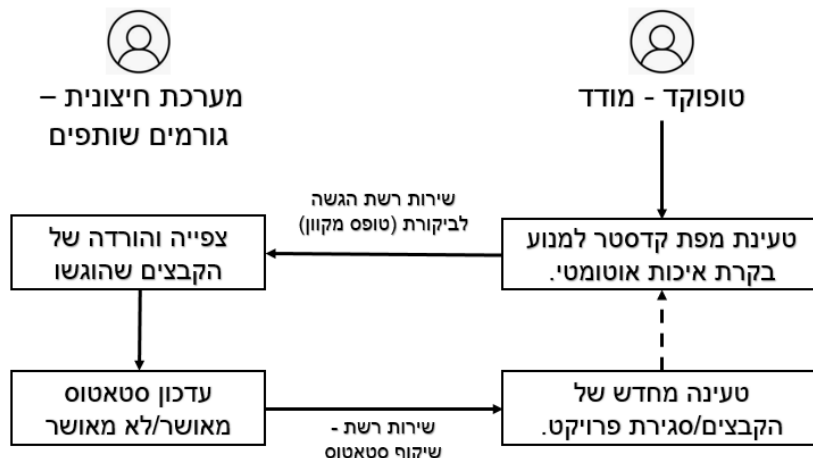 טופוקד - מודד
מערכת חיצונית –
גורמים שותפים
טעינת מפת קדסטר למנוע
בקרת איכות אוטומטי.
שירות רשת הגשה
לביקורת (טופס מקוון)
צפייה והורדה של
הקבצים שהוגשו
עדכון סטאטוס
מאושר/לא מאושר
שירות רשת -
שיקוף סטאטוס
טעינה מחדש של
הקבצים/סגירת פרויקט.